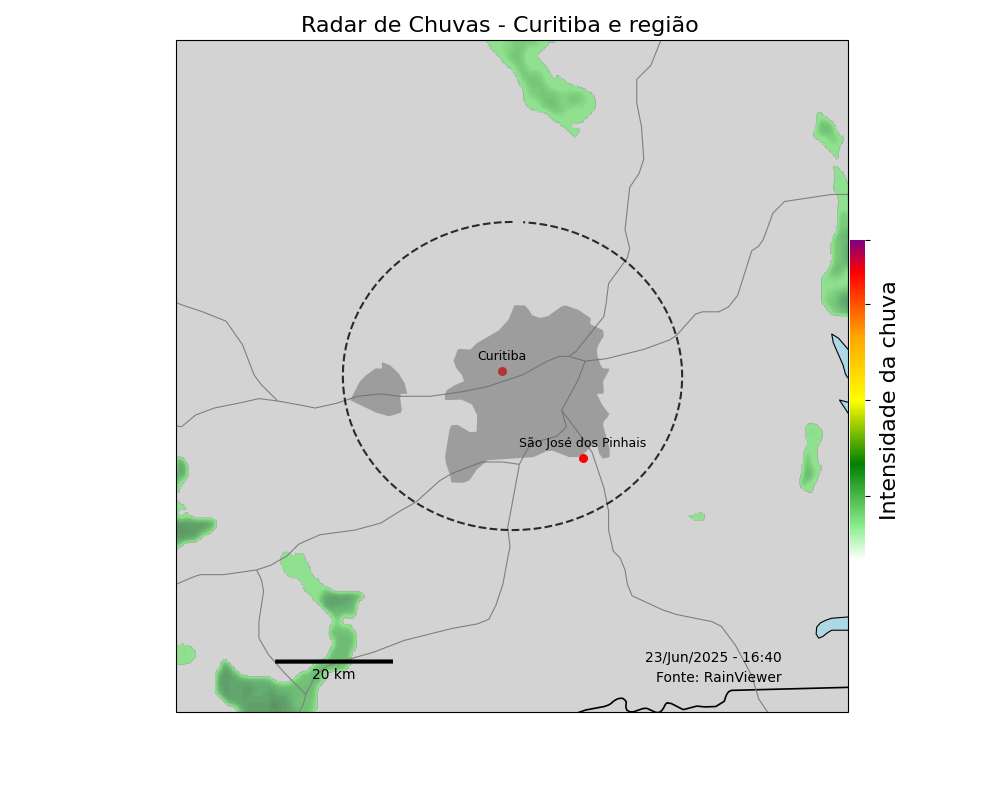 Radar de Chuvas - Curitiba e região
Curitiba
São José dos Pinhais
Intensidade da chuva
23/Jun/2025 - 16:40
Fonte: RainViewer
20 km